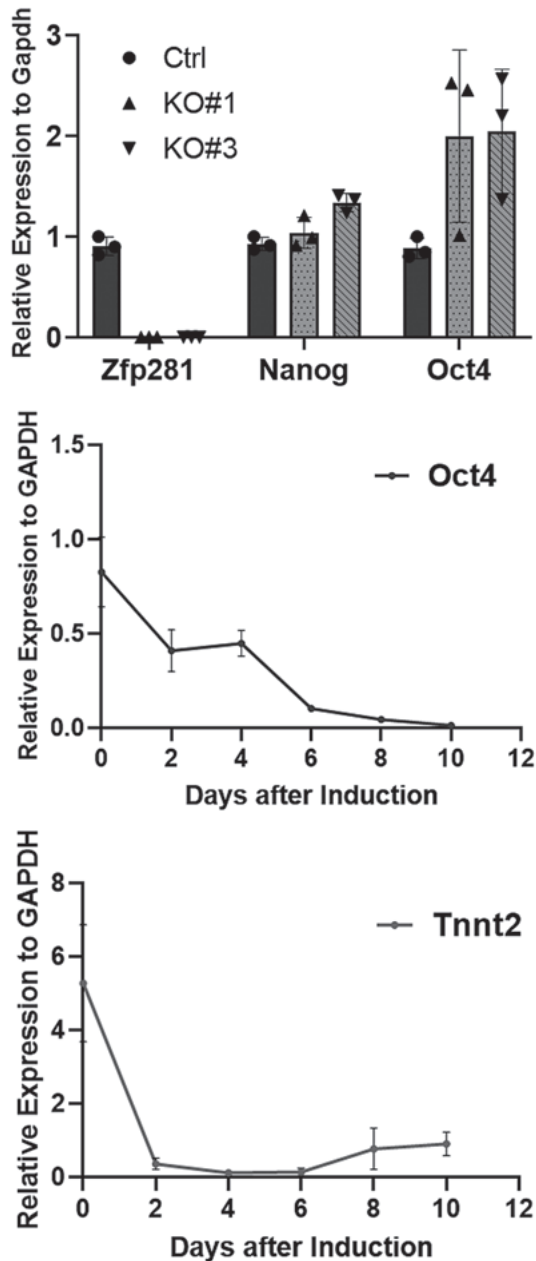 Relative Expression to Gapdh
3
2
1
0
Ctrl
KO#1
KO#3
Zfp281 Nanog Oct4
Relative Expression to GAPDH
1.5
1.0
0.5
0.0
Oct4
0 2 4 6 8 10 12
Days after Induction
Relative Expression to GAPDH
8
6
4
2
0
Tnnt2
0 2 4 6 8 10 12
Days after Induction